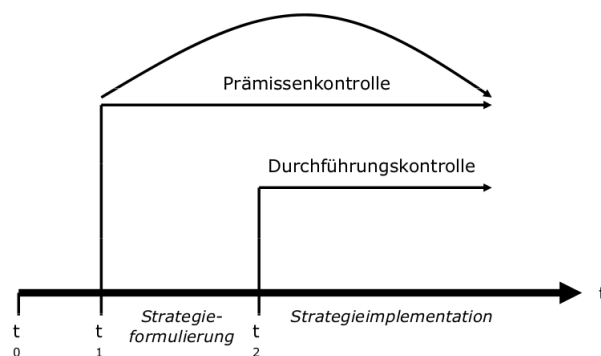 Prämissenkontrolle
Durchführungskontrolle
t
Strategie-
formulierung
Strategieimplementation
t
0
t
1
t
2